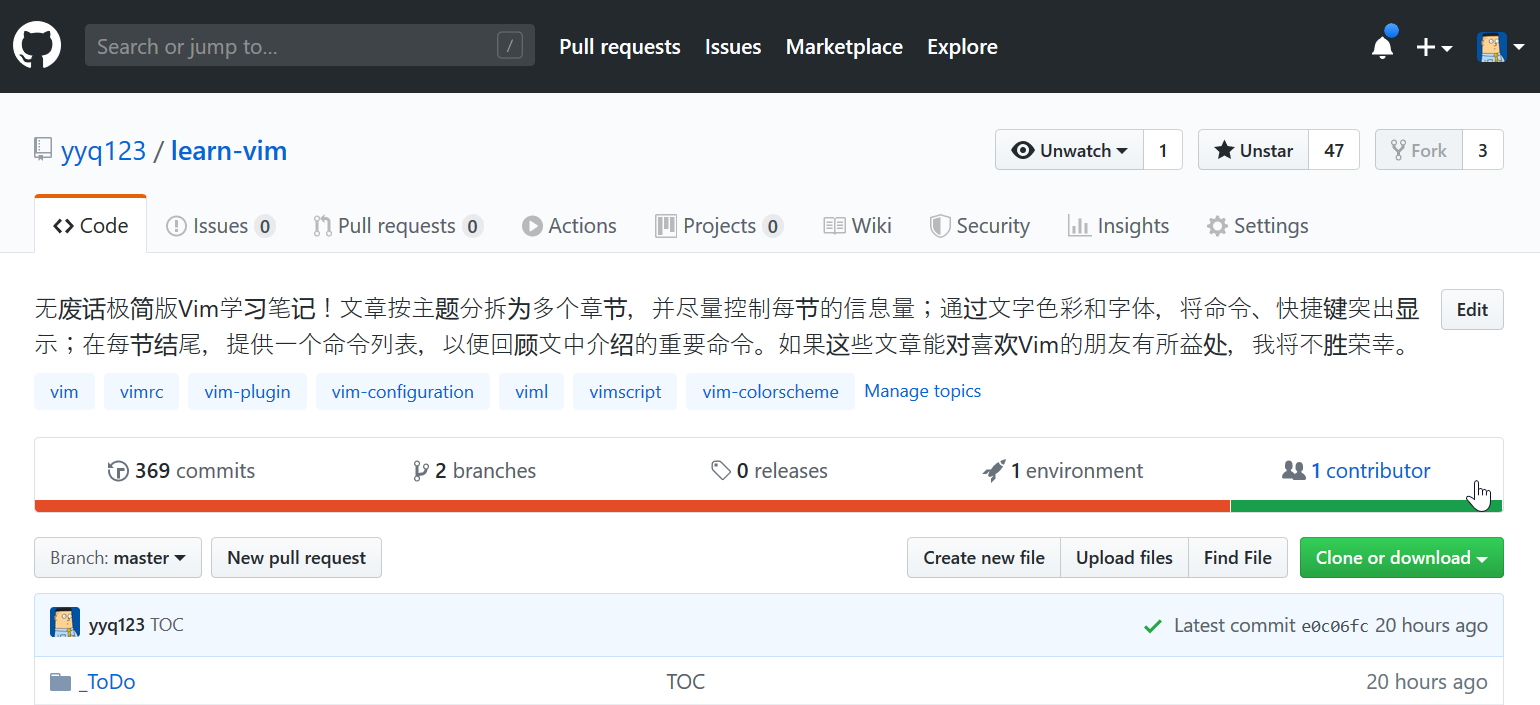 Search or jump to... / Pull requests Issues Marketplace Explore
yyq123 / learn-vim Unwatch 1 Unstar 47 Fork 3
Code Issues 0 Pull requests 0 Actions Projects 0 Wiki Security Insights Settings
无废话极简版Vim学习笔记！文章按主题分拆为多个章节，并尽量控制每节的信息量；通过文字色彩和字体，将命令、快捷键突出显 Edit
示；在每节结尾，提供一个命令列表，以便回顾文中介绍的重要命令。如果这些文章能对喜欢Vim的朋友有所益处，我将不胜荣幸。
vim vimrc vim-plugin vim-configuration viml vimscript vim-colorscheme Manage topics
369 commits 2 branches 0 releases 1 environment 1 contributor
Branch: master New pull request Create new file Upload files Find File Clone or download
yyq123 TOC Latest commit e0c06fc 20 hours ago
_ToDo TOC 20 hours ago